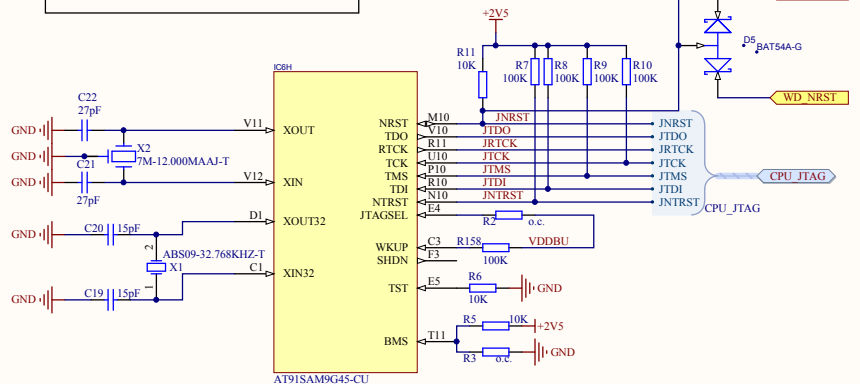 +2V5
R11
10K
R7
100K
R8
100K
R9
100K
R10
100K
D5
BAT54A-G
WD_NRST
IC6H
C22
27pF
GND
V11
XOUT
X2
7M-12.000MAAJ-T
GND
C21
27pF
GND
V12
XIN
D1
XOUT32
C20
15pF
GND
2
ABS09-32.768KHZ-T
X1
1
C1
XIN32
C19
15pF
GND
NRST
M10
JNRST
JNRST
TDO
V10
JTDO
JTDO
RTCK
R11
JRTCK
JRTCK
TCK
U10
JTCK
JTCK
TMS
P10
JTMS
JTMS
TDI
R10
JTDI
JTDI
NTRST
N10
JNTRST
JNTRST
CPU_JTAG
CPU_JTAG
JTAGSEL
E4
R2
o.c.
WKUP
C3
R158
100K
VDDBU
SHDN
F3
TST
E5
R6
10K
GND
BMS
T11
R5
10K
+2V5
R3
o.c.
GND
AT91SAM9G45-CU